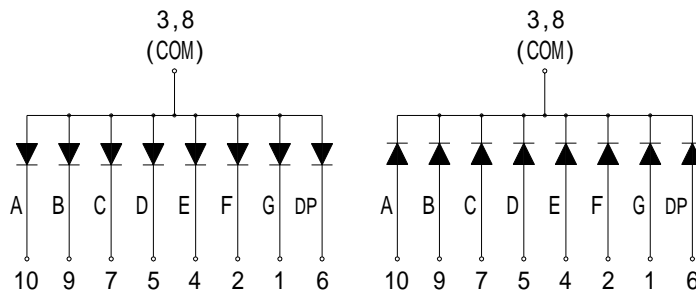 3,8 3,8
(COM) (COM)
A B C D E F G DP A B C D E F G DP
10 9 7 5 4 2 1 6 10 9 7 5 4 2 1 6